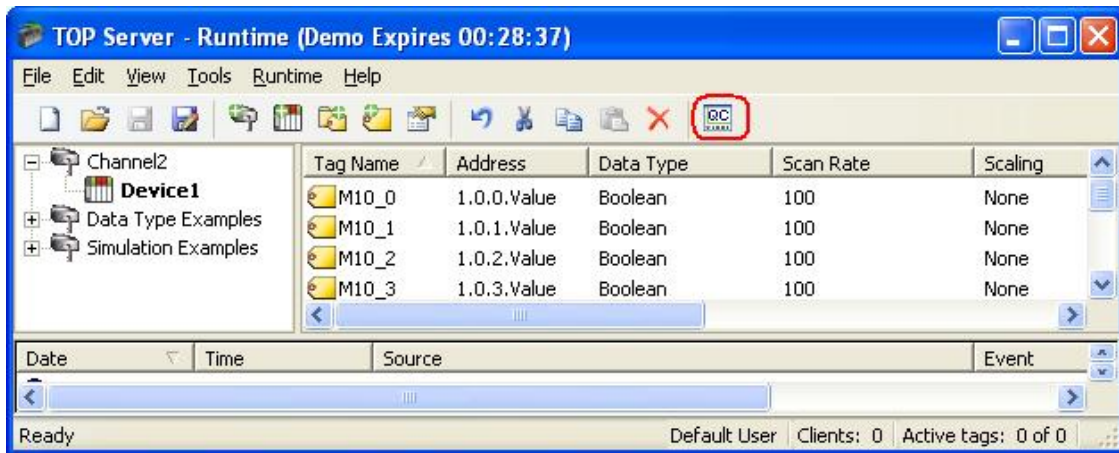 TOP Server - Runtime (Demo Expires 00:28:37)
File Edit View Tools Runtime Help
QC
Channel2
Device1
Data Type Examples
Simulation Examples
Tag Name Address Data Type Scan Rate Scaling
M10_0 1.0.0.Value Boolean 100 None
M10_1 1.0.1.Value Boolean 100 None
M10_2 1.0.2.Value Boolean 100 None
M10_3 1.0.3.Value Boolean 100 None
Date Time Source Event
Ready Default User Clients: 0 Active tags: 0 of 0